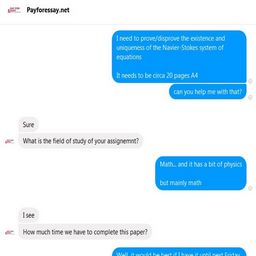 Payforessay.net
I need to prove/disprove the existence and
uniqueness of the Navier-Stokes system of
equations
It needs to be circa 20 pages A4
can you help me with that?
Sure
What is the field of study of your assignemnt?
Math... and it has a bit of physics
but mainly math
I see
How much time we have to complete this paper?
Well, it would be best if I have it until next Friday